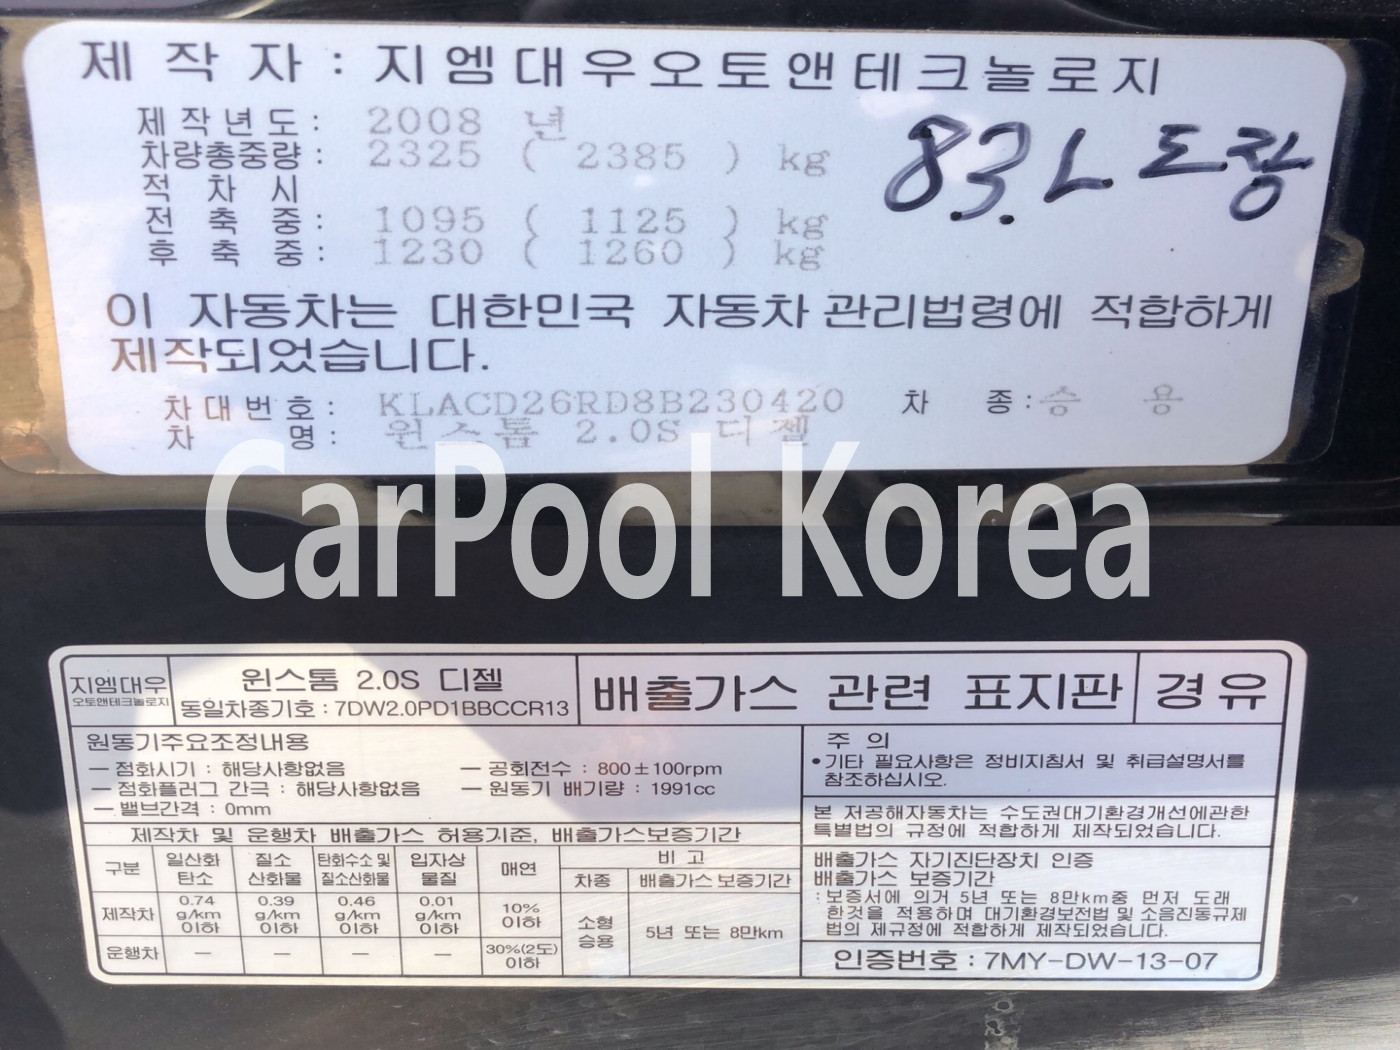 제 작 자 : 지엠대우오토앤테크놀로지
제작년도 : 2008 년
차량총중량 : 2325 ( 2385 ) kg
적 차 시
전 축 중 : 1095 ( 1125 ) kg
후 축 중 : 1230 ( 1260 ) kg
83. L 도랑
이 자동차는 대한민국 자동차 관리법령에 적합하게
제작되었습니다.
차대번호 : KLACD26RD8B230420 차 종 : 승 용
차 명 : 윈스톰 2.0S 디젤
CarPool Korea
지엠대우
오토앤테크놀로지
윈스톰 2.0S 디젤
동일차종기호 : 7DW2.0PD1BBCCR13
배출가스 관련 표지판
경유
원동기주요조정내용
– 점화시기 : 해당사항없음 – 공회전수 : 800±100rpm
– 점화플러그 간극 : 해당사항없음 – 원동기 배기량 : 1991cc
– 밸브간격 : 0mm
제작차 및 운행차 배출가스 허용기준, 배출가스보증기간
구분 일산화탄소 질소산화물 탄화수소 및 질소산화물 입자상물질 매연 비 고
차종 배출가스 보증기간
제작차 0.74 g/km 이하 0.39 g/km 이하 0.46 g/km 이하 0.01 g/km 이하 10% 이하 소형승용 5년 또는 8만km
운행차 – – – – 30%(2도) 이하
주 의
• 기타 필요사항은 정비지침서 및 취급설명서를
참조하십시오.
본 저공해자동차는 수도권대기환경개선에관한
특별법의 규정에 적합하게 제작되었습니다.
배출가스 자기진단장치 인증
배출가스 보증기간
: 보증서에 의거 5년 또는 8만km중 먼저 도래
한것을 적용하며 대기환경보전법 및 소음진동규제
법의 제규정에 적합하게 제작되었습니다.
인증번호 : 7MY-DW-13-07